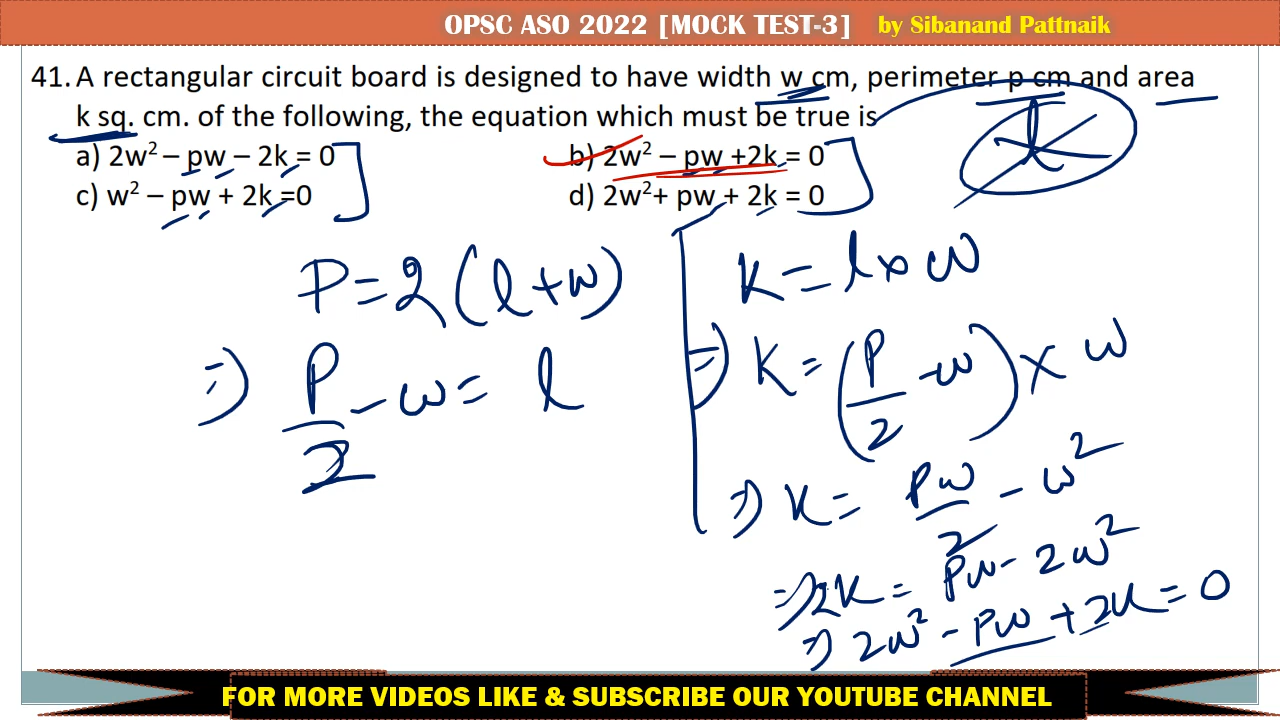 OPSC ASO 2022 [MOCK TEST-3] by Sibanand Pattnaik
41. A rectangular circuit board is designed to have width w cm, perimeter p cm and area
k sq. cm. of the following, the equation which must be true is
a) 2w² – pw – 2k = 0 b) 2w² – pw +2k = 0
c) w² – pw + 2k =0 d) 2w²+ pw + 2k = 0
l
P = 2 (l + w)
⇒ P/2 - w = l
K = l × w
⇒ K = (P/2 - w) × w
⇒ K = Pw/2 - w²
⇒ 2K = Pw - 2w²
⇒ 2w² - Pw + 2K = 0
FOR MORE VIDEOS LIKE & SUBSCRIBE OUR YOUTUBE CHANNEL